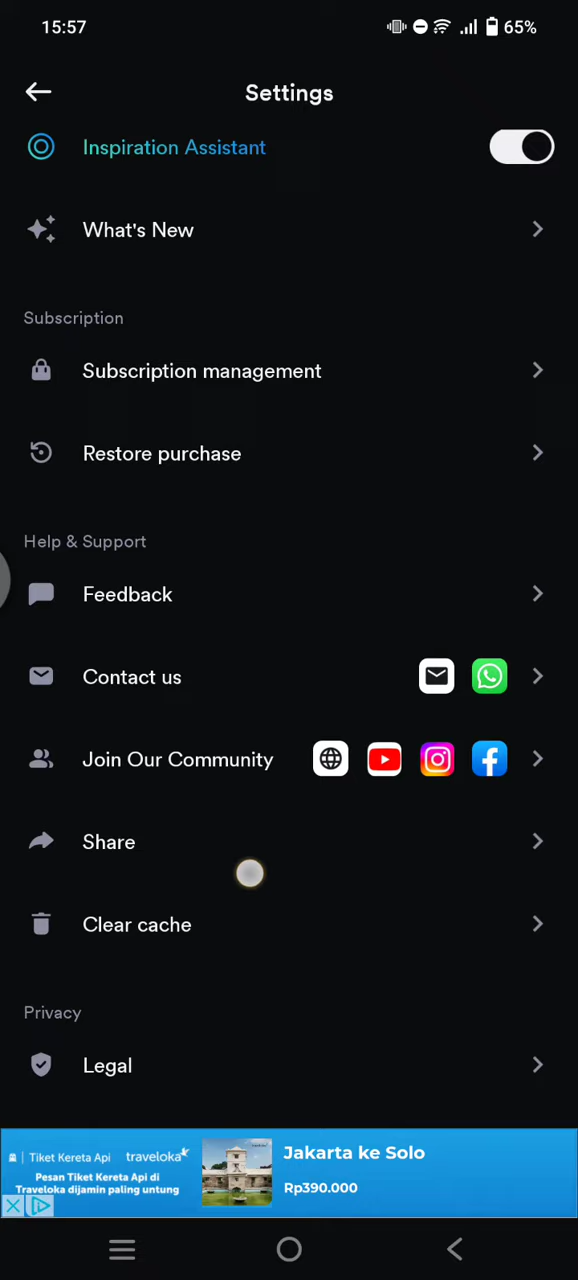 15:57
65%
Settings
Inspiration Assistant
What's New
Subscription
Subscription management
Restore purchase
Help & Support
Feedback
Contact us
Join Our Community
Share
Clear cache
Privacy
Legal
Tiket Kereta Api traveloka
Pesan Tiket Kereta Api di
Traveloka dijamin paling untung
Jakarta ke Solo
Rp390.000